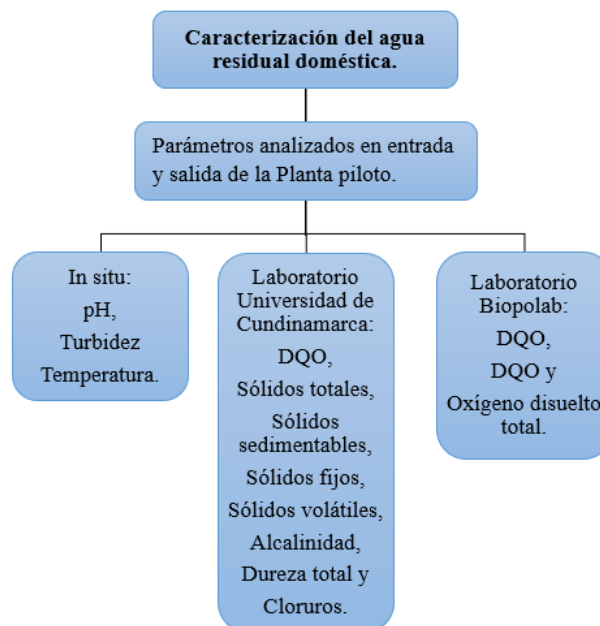 Caracterización del agua
residual doméstica.
Parámetros analizados en entrada
y salida de la Planta piloto.
In situ:
pH,
Turbidez
Temperatura.
Laboratorio
Universidad de
Cundinamarca:
DQO,
Sólidos totales,
Sólidos
sedimentables,
Sólidos fijos,
Sólidos volátiles,
Alcalinidad,
Dureza total y
Cloruros.
Laboratorio
Biopolab:
DQO,
DQO y
Oxígeno disuelto
total.